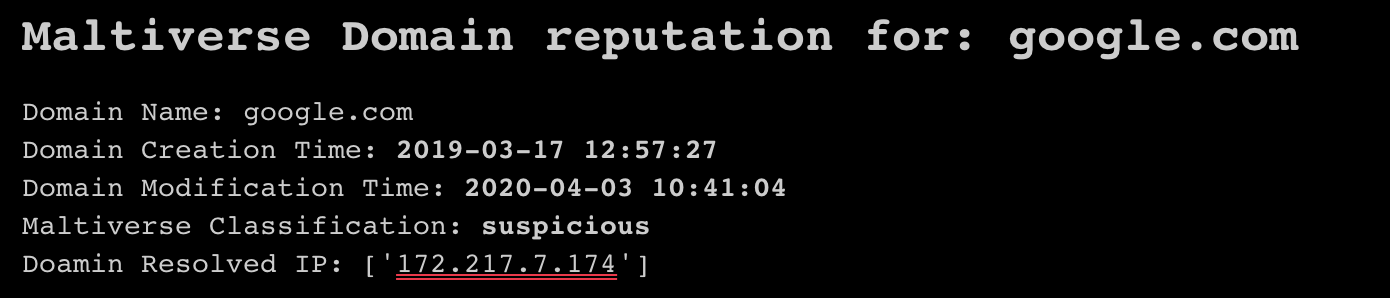 Maltiverse Domain reputation for: google.com
Domain Name: google.com
Domain Creation Time: 2019-03-17 12:57:27
Domain Modification Time: 2020-04-03 10:41:04
Maltiverse Classification: suspicious
Doamin Resolved IP: ['172.217.7.174']